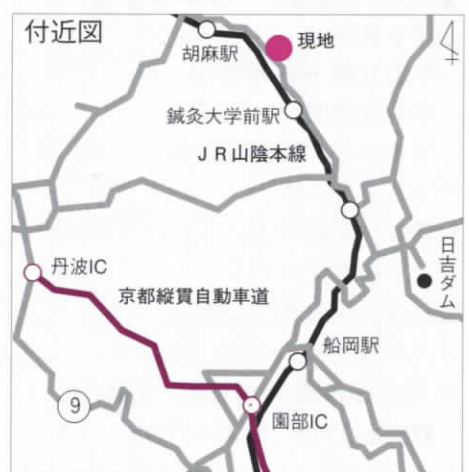 付近図
胡麻駅
現地
鍼灸大学前駅
JR山陰本線
日吉ダム
丹波IC
京都縦貫自動車道
船岡駅
9
園部IC